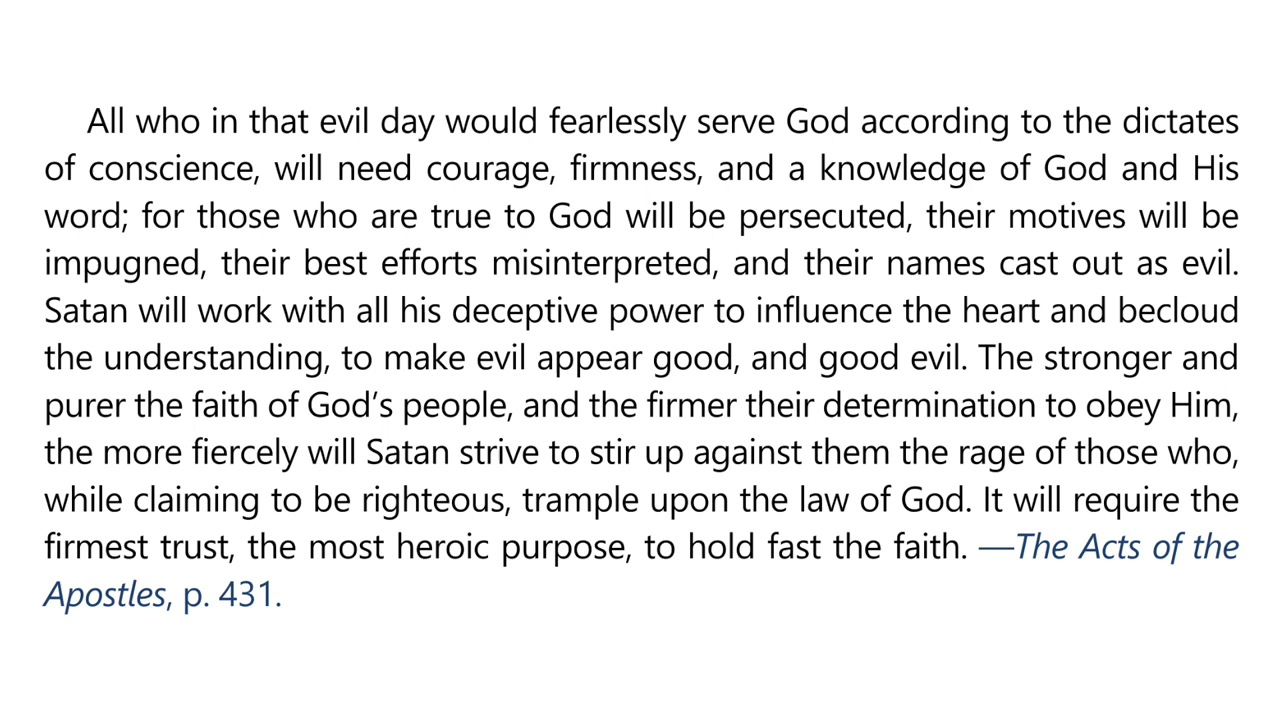 All who in that evil day would fearlessly serve God according to the dictates
of conscience, will need courage, firmness, and a knowledge of God and His
word; for those who are true to God will be persecuted, their motives will be
impugned, their best efforts misinterpreted, and their names cast out as evil.
Satan will work with all his deceptive power to influence the heart and becloud
the understanding, to make evil appear good, and good evil. The stronger and
purer the faith of God’s people, and the firmer their determination to obey Him,
the more fiercely will Satan strive to stir up against them the rage of those who,
while claiming to be righteous, trample upon the law of God. It will require the
firmest trust, the most heroic purpose, to hold fast the faith. —The Acts of the
Apostles, p. 431.